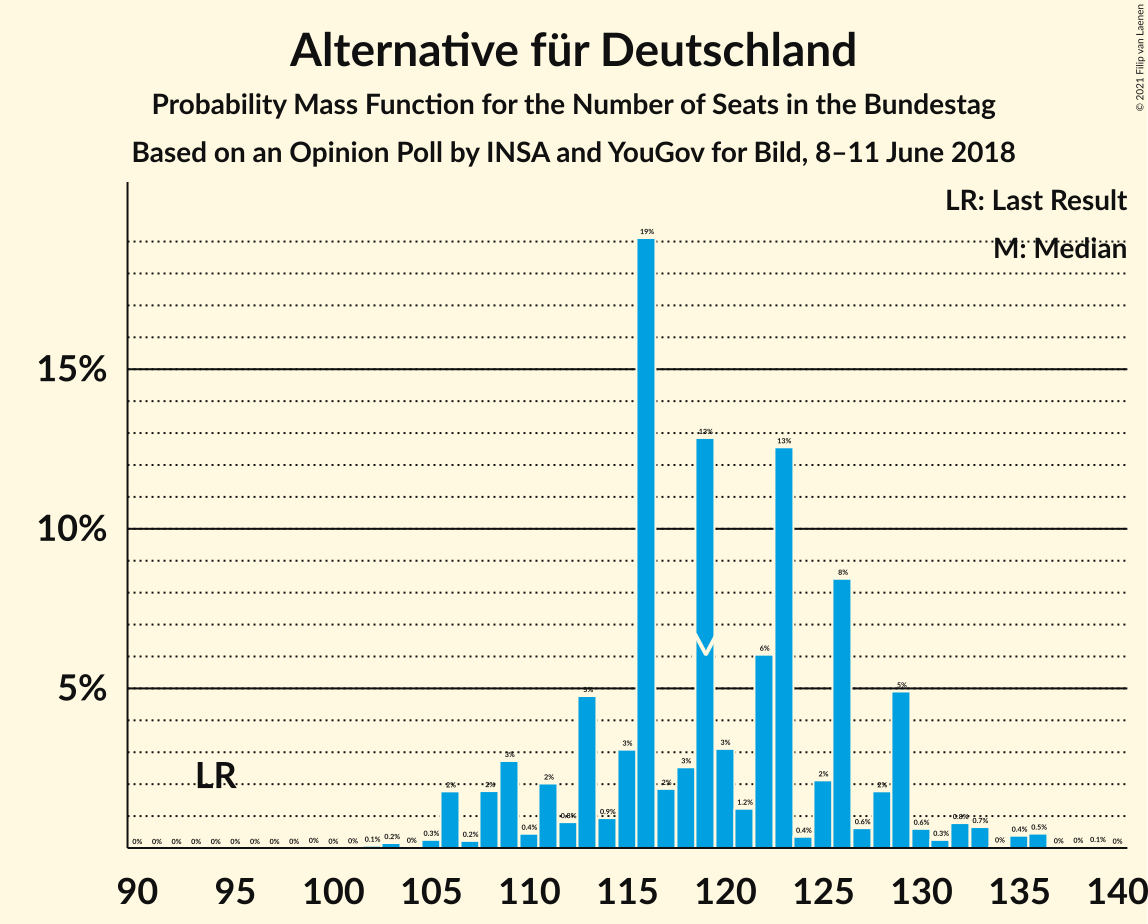 Alternative für Deutschland
Probability Mass Function for the Number of Seats in the Bundestag
Based on an Opinion Poll by INSA and YouGov for Bild, 8–11 June 2018
© 2021 Filip van Laenen
LR: Last Result
M: Median
15%
10%
5%
LR
0% 0% 0% 0% 0% 0% 0% 0% 0% 0% 0% 0% 0.1% 0.2% 0% 0.3% 2% 0.2% 2% 3% 0.4% 2% 0.8% 5% 0.9% 3% 19% 2% 3% 13% 3% 1.2% 6% 13% 0.4% 2% 8% 0.6% 2% 5% 0.6% 0.3% 0.8% 0.7% 0% 0.4% 0.5% 0% 0% 0.1% 0%
90 95 100 105 110 115 120 125 130 135 140